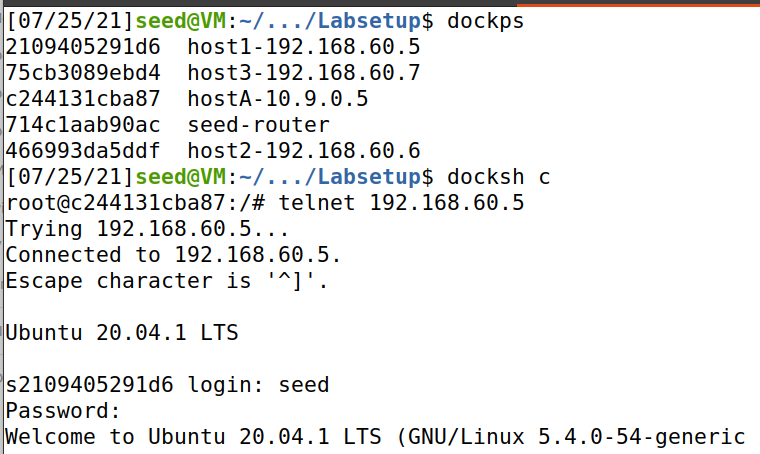 [07/25/21]seed@VM:~/.../Labsetup$ dockps
2109405291d6  host1-192.168.60.5
75cb3089ebd4  host3-192.168.60.7
c244131cba87  hostA-10.9.0.5
714c1aab90ac  seed-router
466993da5ddf  host2-192.168.60.6
[07/25/21]seed@VM:~/.../Labsetup$ docksh c
root@c244131cba87:/# telnet 192.168.60.5
Trying 192.168.60.5...
Connected to 192.168.60.5.
Escape character is '^]'.
Ubuntu 20.04.1 LTS
s2109405291d6 login: seed
Password:
Welcome to Ubuntu 20.04.1 LTS (GNU/Linux 5.4.0-54-generic